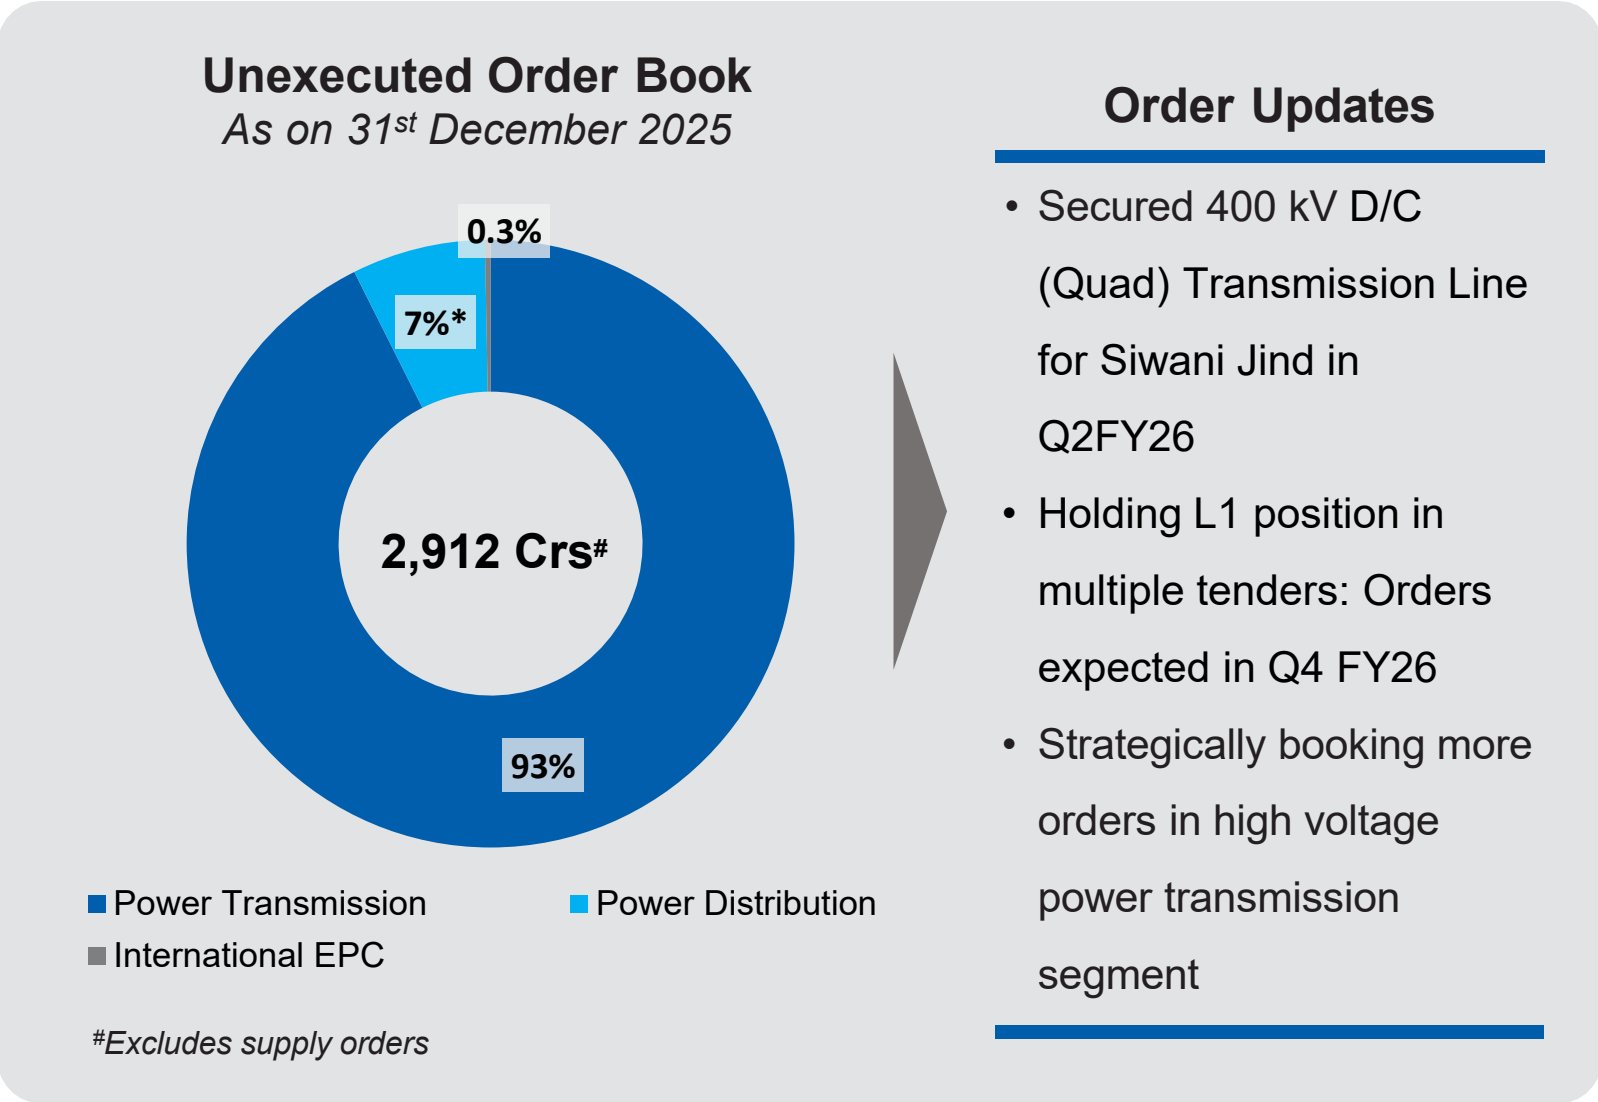 Unexecuted Order Book
As on 31st December 2025
0.3%
7%*
2,912 Crs#
93%
Power Transmission
Power Distribution
International EPC
#Excludes supply orders
Order Updates
• Secured 400 kV D/C
(Quad) Transmission Line
for Siwani Jind in
Q2FY26
• Holding L1 position in
multiple tenders: Orders
expected in Q4 FY26
• Strategically booking more
orders in high voltage
power transmission
segment